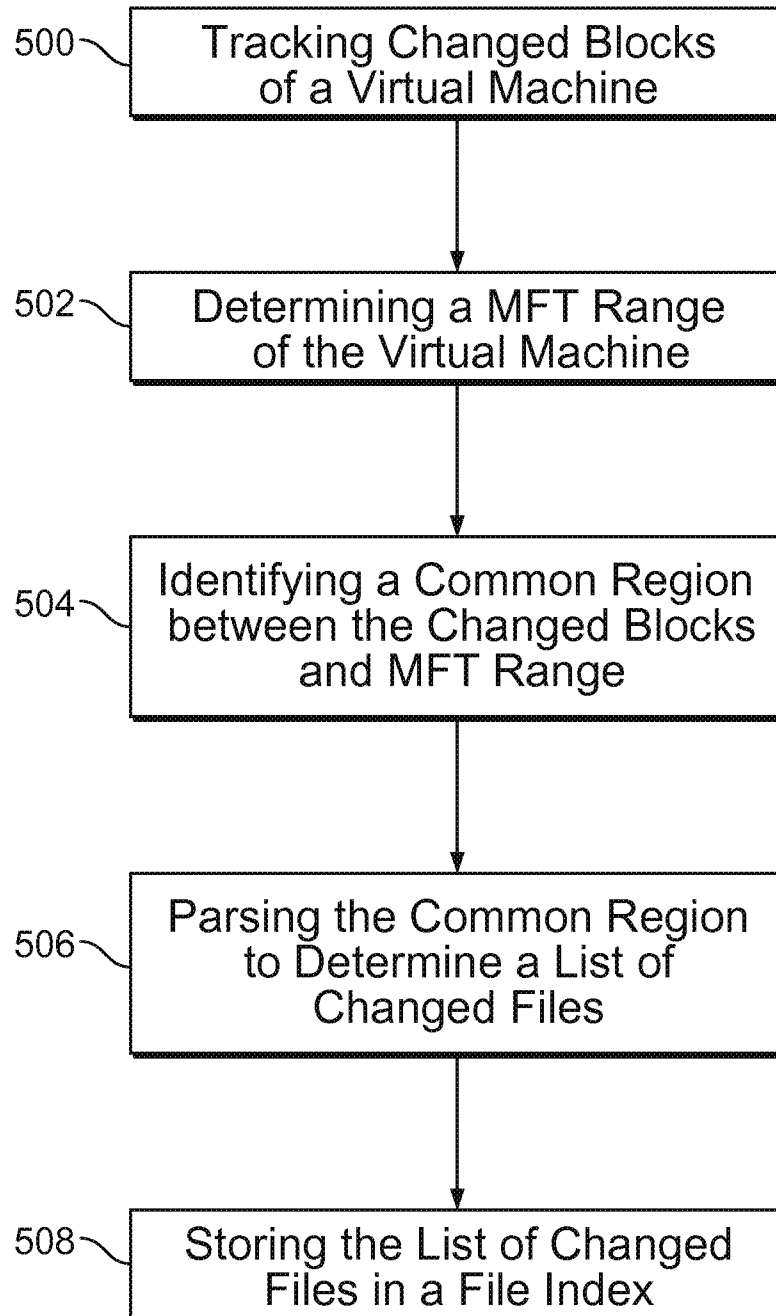 500
Tracking Changed Blocks
of a Virtual Machine
502
Determining a MFT Range
of the Virtual Machine
504
Identifying a Common Region
between the Changed Blocks
and MFT Range
506
Parsing the Common Region
to Determine a List of
Changed Files
508
Storing the List of Changed
Files in a File Index